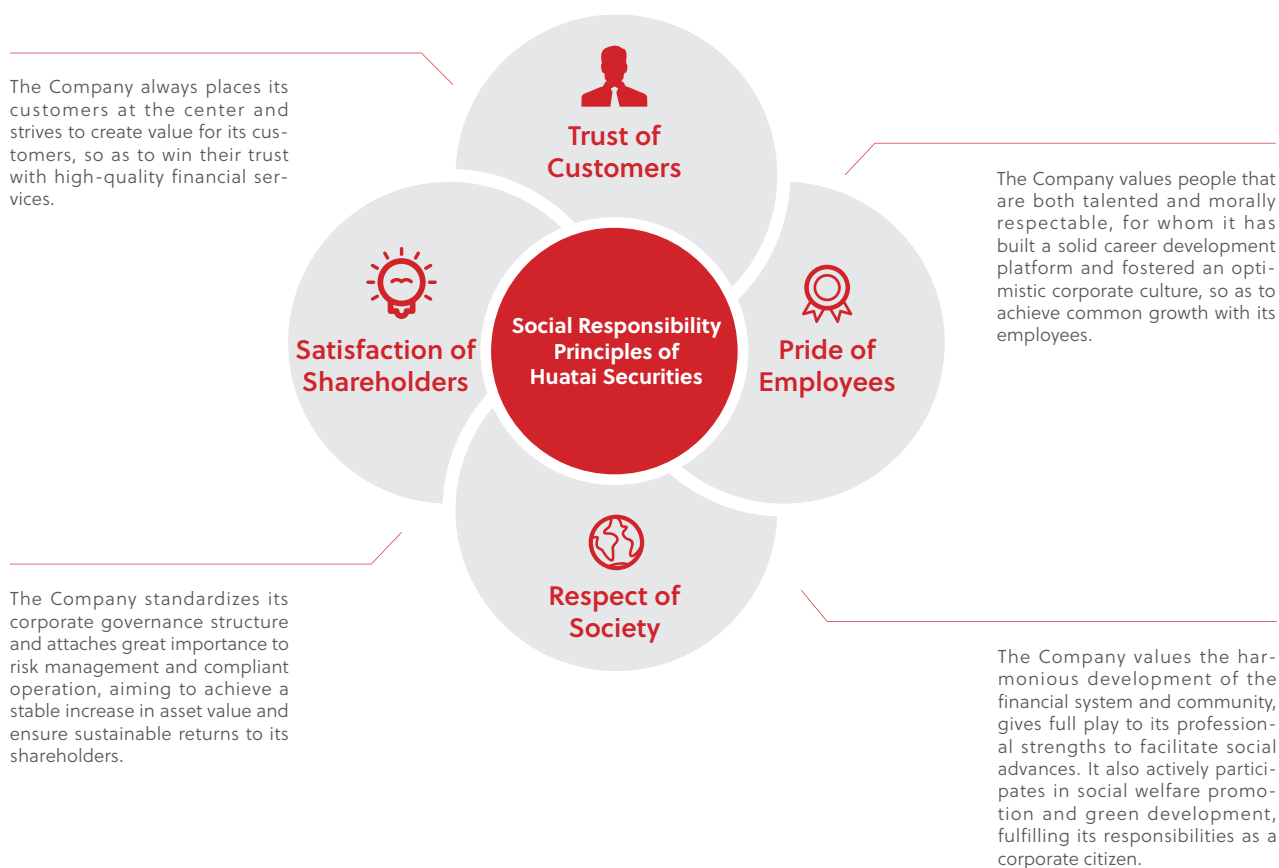 The Company always places its
customers at the center and
strives to create value for its cus-
tomers, so as to win their trust
with high-quality financial ser-
vices.
Trust of
Customers
The Company values people that
are both talented and morally
respectable, for whom it has
built a solid career development
platform and fostered an opti-
mistic corporate culture, so as to
achieve common growth with its
employees.
Satisfaction of
Shareholders
Social Responsibility
Principles of
Huatai Securities
Pride of
Employees
Respect of
Society
The Company standardizes its
corporate governance structure
and attaches great importance to
risk management and compliant
operation, aiming to achieve a
stable increase in asset value and
ensure sustainable returns to its
shareholders.
The Company values the har-
monious development of the
financial system and community,
gives full play to its profession-
al strengths to facilitate social
advances. It also actively partici-
pates in social welfare promo-
tion and green development,
fulfilling its responsibilities as a
corporate citizen.